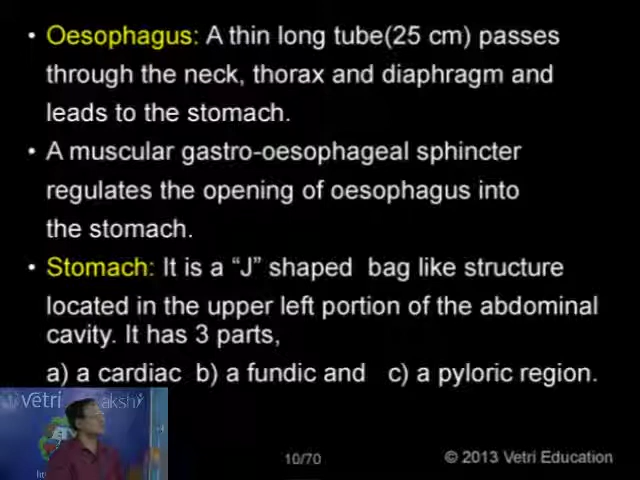 • Oesophagus: A thin long tube(25 cm) passes
through the neck, thorax and diaphragm and
leads to the stomach.
• A muscular gastro-oesophageal sphincter
regulates the opening of oesophagus into
the stomach.
• Stomach: It is a “J” shaped bag like structure
located in the upper left portion of the abdominal
cavity. It has 3 parts,
a) a cardiac b) a fundic and c) a pyloric region.
vetri
10/70
© 2013 Vetri Education